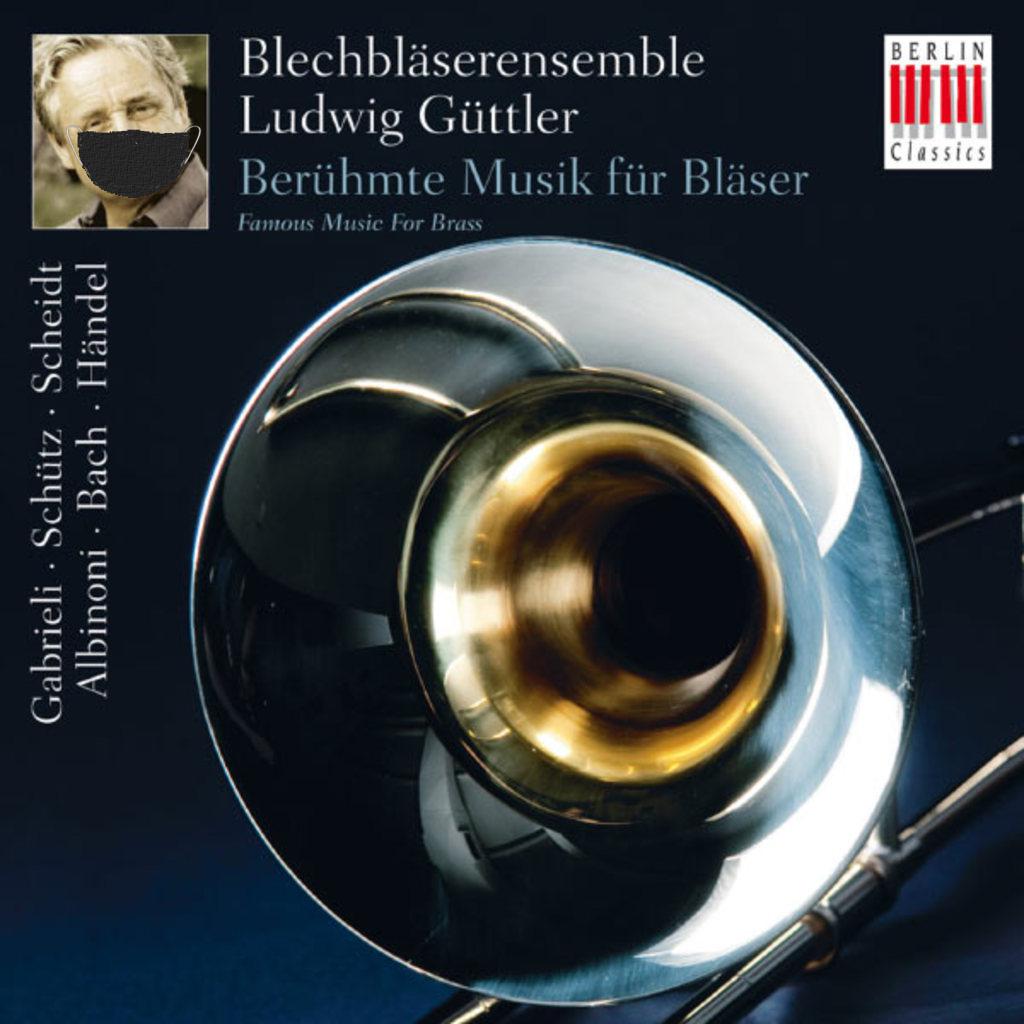 Blechbläserensemble
Ludwig Güttler
Berühmte Musik für Bläser
Famous Music For Brass
BERLIN
Classics
Gabrieli · Schütz · Scheidt
Albinoni · Bach · Händel